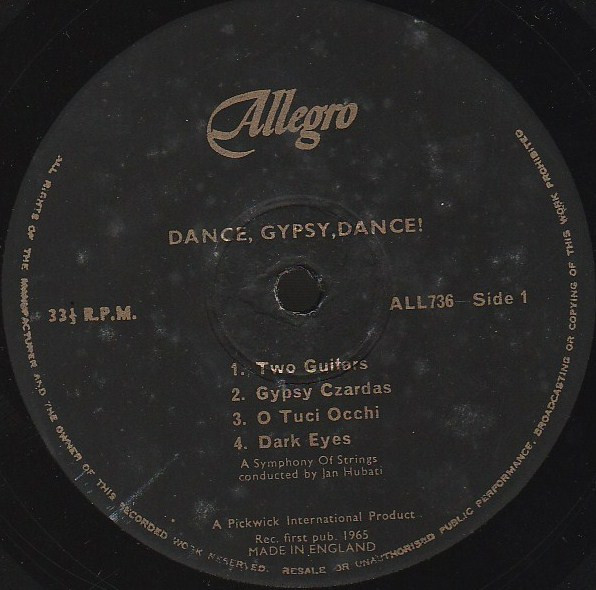 Allegro
DANCE, GYPSY,DANCE!
33⅓ R.P.M.
ALL736 Side 1
1. Two Guitars
2. Gypsy Czardas
3. O Tuci Occhi
4. Dark Eyes
A Symphony Of Strings
conducted by Jan Hubati
A Pickwick International Product
Rec. first pub. 1965
MADE IN ENGLAND
ALL RIGHTS OF THE MANUFACTURER AND THE OWNER OF THIS RECORDED WORK RESERVED. RESALE OR UNAUTHORISED PUBLIC PERFORMANCE, BROADCASTING OR COPYING OF THIS WORK PROHIBITED